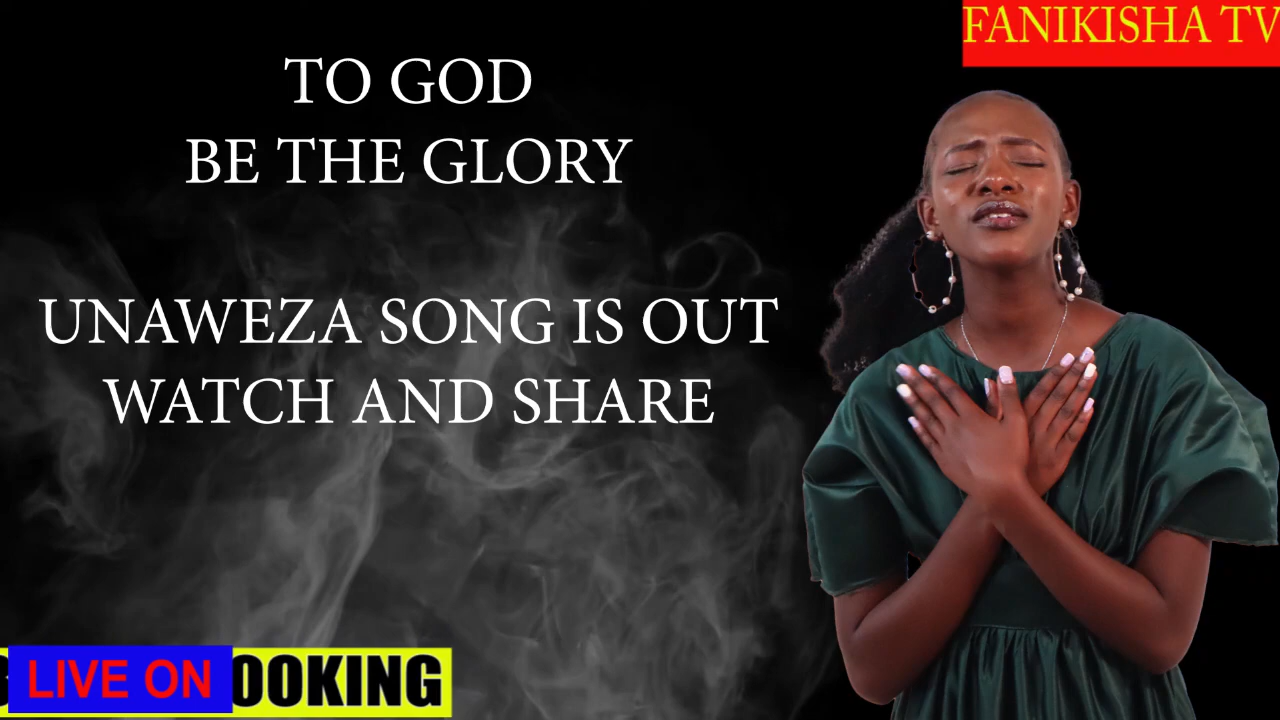 FANIKISHA TV
TO GOD
BE THE GLORY
UNAWEZA SONG IS OUT
WATCH AND SHARE
LIVE ON
OOKING